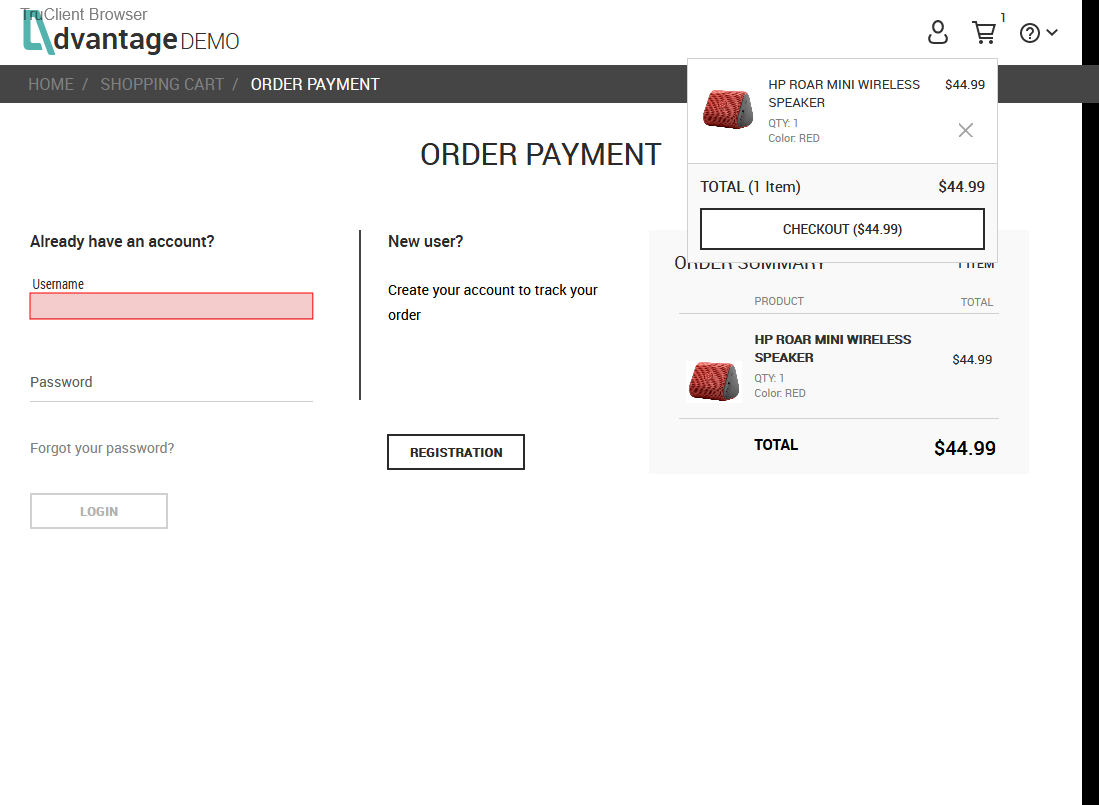 TruClient Browser
dvantage DEMO
1
HOME / SHOPPING CART / ORDER PAYMENT
HP ROAR MINI WIRELESS SPEAKER $44.99
QTY: 1
Color: RED
TOTAL (1 Item) $44.99
CHECKOUT ($44.99)
ORDER PAYMENT
Already have an account?
Username
Password
Forgot your password?
LOGIN
New user?
Create your account to track your
order
REGISTRATION
ORDER SUMMARY 1 ITEM
PRODUCT TOTAL
HP ROAR MINI WIRELESS
SPEAKER $44.99
QTY: 1
Color: RED
TOTAL $44.99